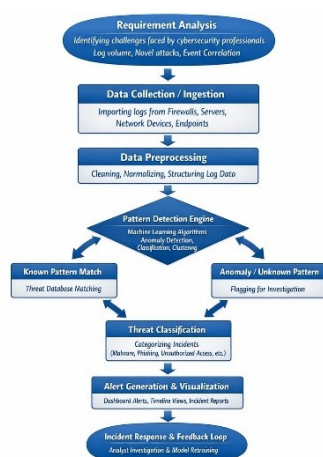 Requirement Analysis
Identifying challenges faced by cybersecurity professionals
Log volume, Novel attacks, Event Correlation
Data Collection / Ingestion
Importing logs from Firewalls, Servers,
Network Devices, Endpoints
Data Preprocessing
Cleaning, Normalizing, Structuring Log Data
Pattern Detection Engine
Machine Learning Algorithms
Anomaly Detection,
Classification, Clustering
Known Pattern Match
Threat Database Matching
Anomaly / Unknown Pattern
Flagging for Investigation
Threat Classification
Categorizing Incidents
(Malware, Phishing, Unauthorized Access, etc.)
Alert Generation & Visualization
Dashboard Alerts, Timeline Views, Incident Reports
Incident Response & Feedback Loop
Analyst Investigation & Model Retraining